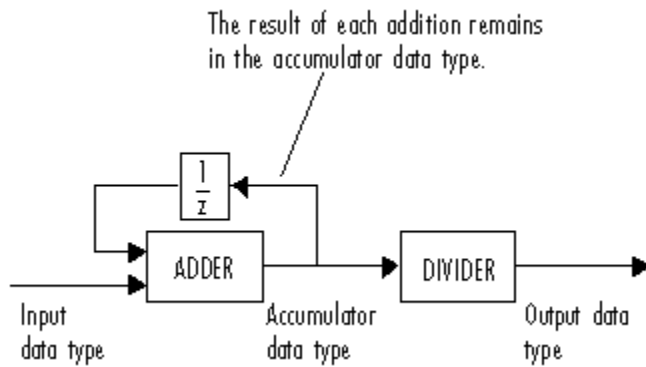 The result of each addition remains
in the accumulator data type.
1
z
ADDER
DIVIDER
Input
data type
Accumulator
data type
Output data
type